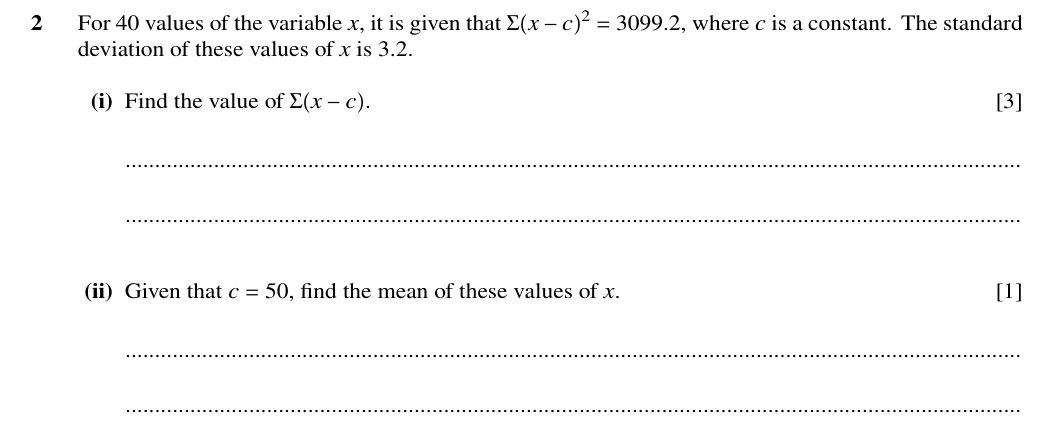 2 For 40 values of the variable x, it is given that Σ(x – c)² = 3099.2, where c is a constant. The standard
deviation of these values of x is 3.2.
(i) Find the value of Σ(x – c). [3]
................................................................................
................................................................................
(ii) Given that c = 50, find the mean of these values of x. [1]
................................................................................
................................................................................